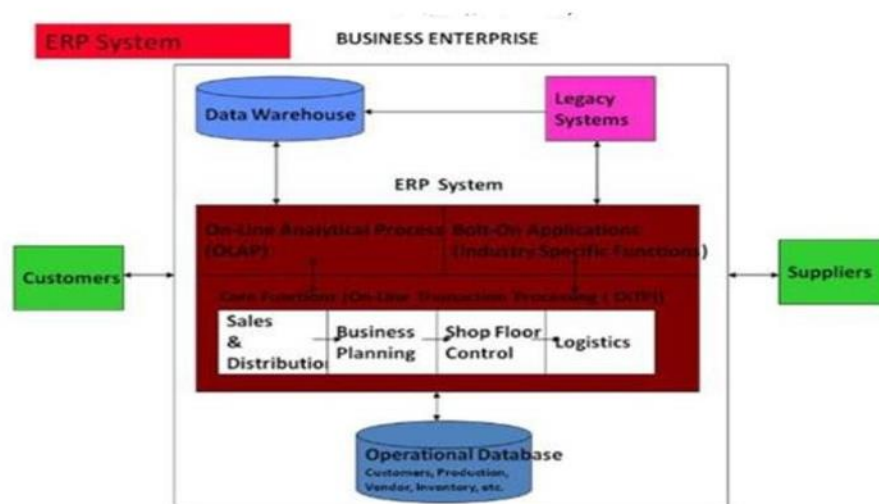 ERP System
BUSINESS ENTERPRISE
Data Warehouse
Legacy
Systems
ERP System
On-Line Analytical Process
(OLAP)
Bolt-On Applications
(Industry Specific Functions)
Customers
Suppliers
Core Functions (On-Line Transaction Processing (
Sales
&
Distribution
Business
Planning
Shop Floor
Control
Logistics
Operational Database
Customers, Production,
Vendor, Inventory, etc.